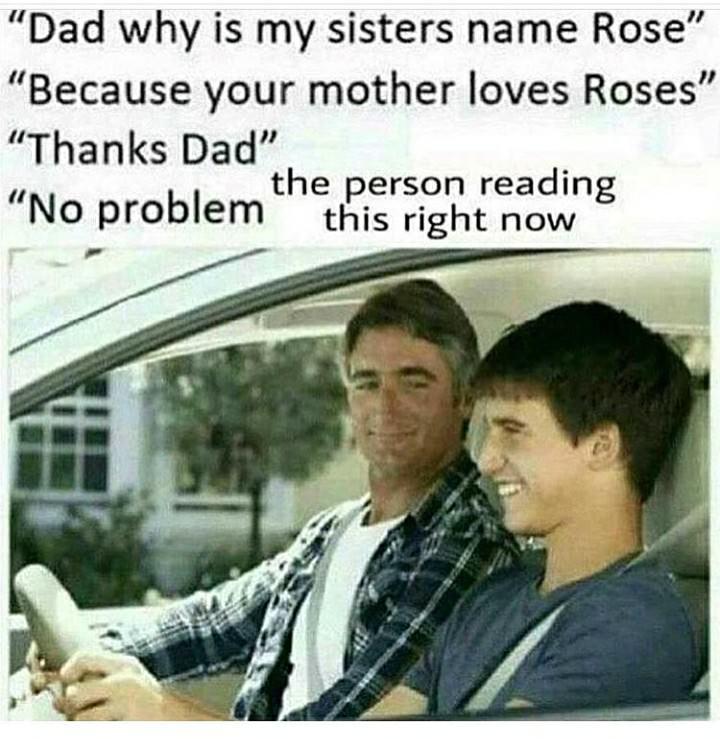 “Dad why is my sisters name Rose”
“Because your mother loves Roses”
“Thanks Dad”
“No problem the person reading
this right now